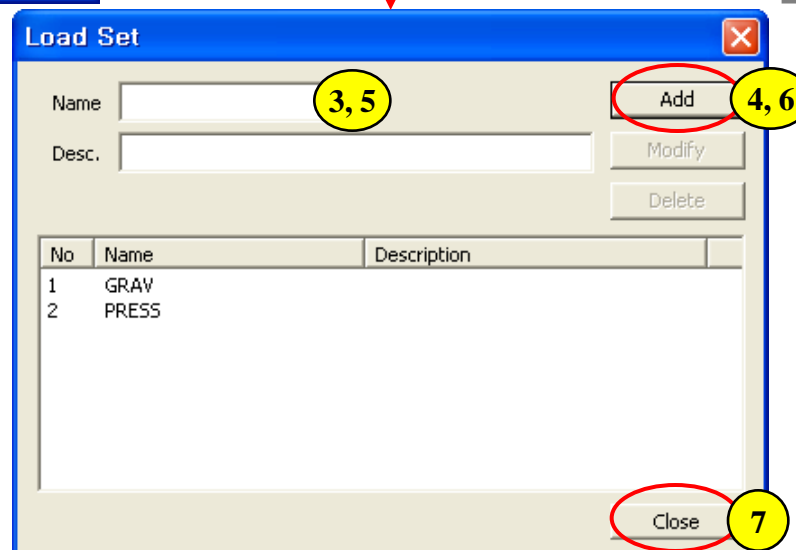 Load Set
Name 3, 5 Add 4, 6
Desc. Modify
Delete
No Name Description
1 GRAV
2 PRESS
Close 7